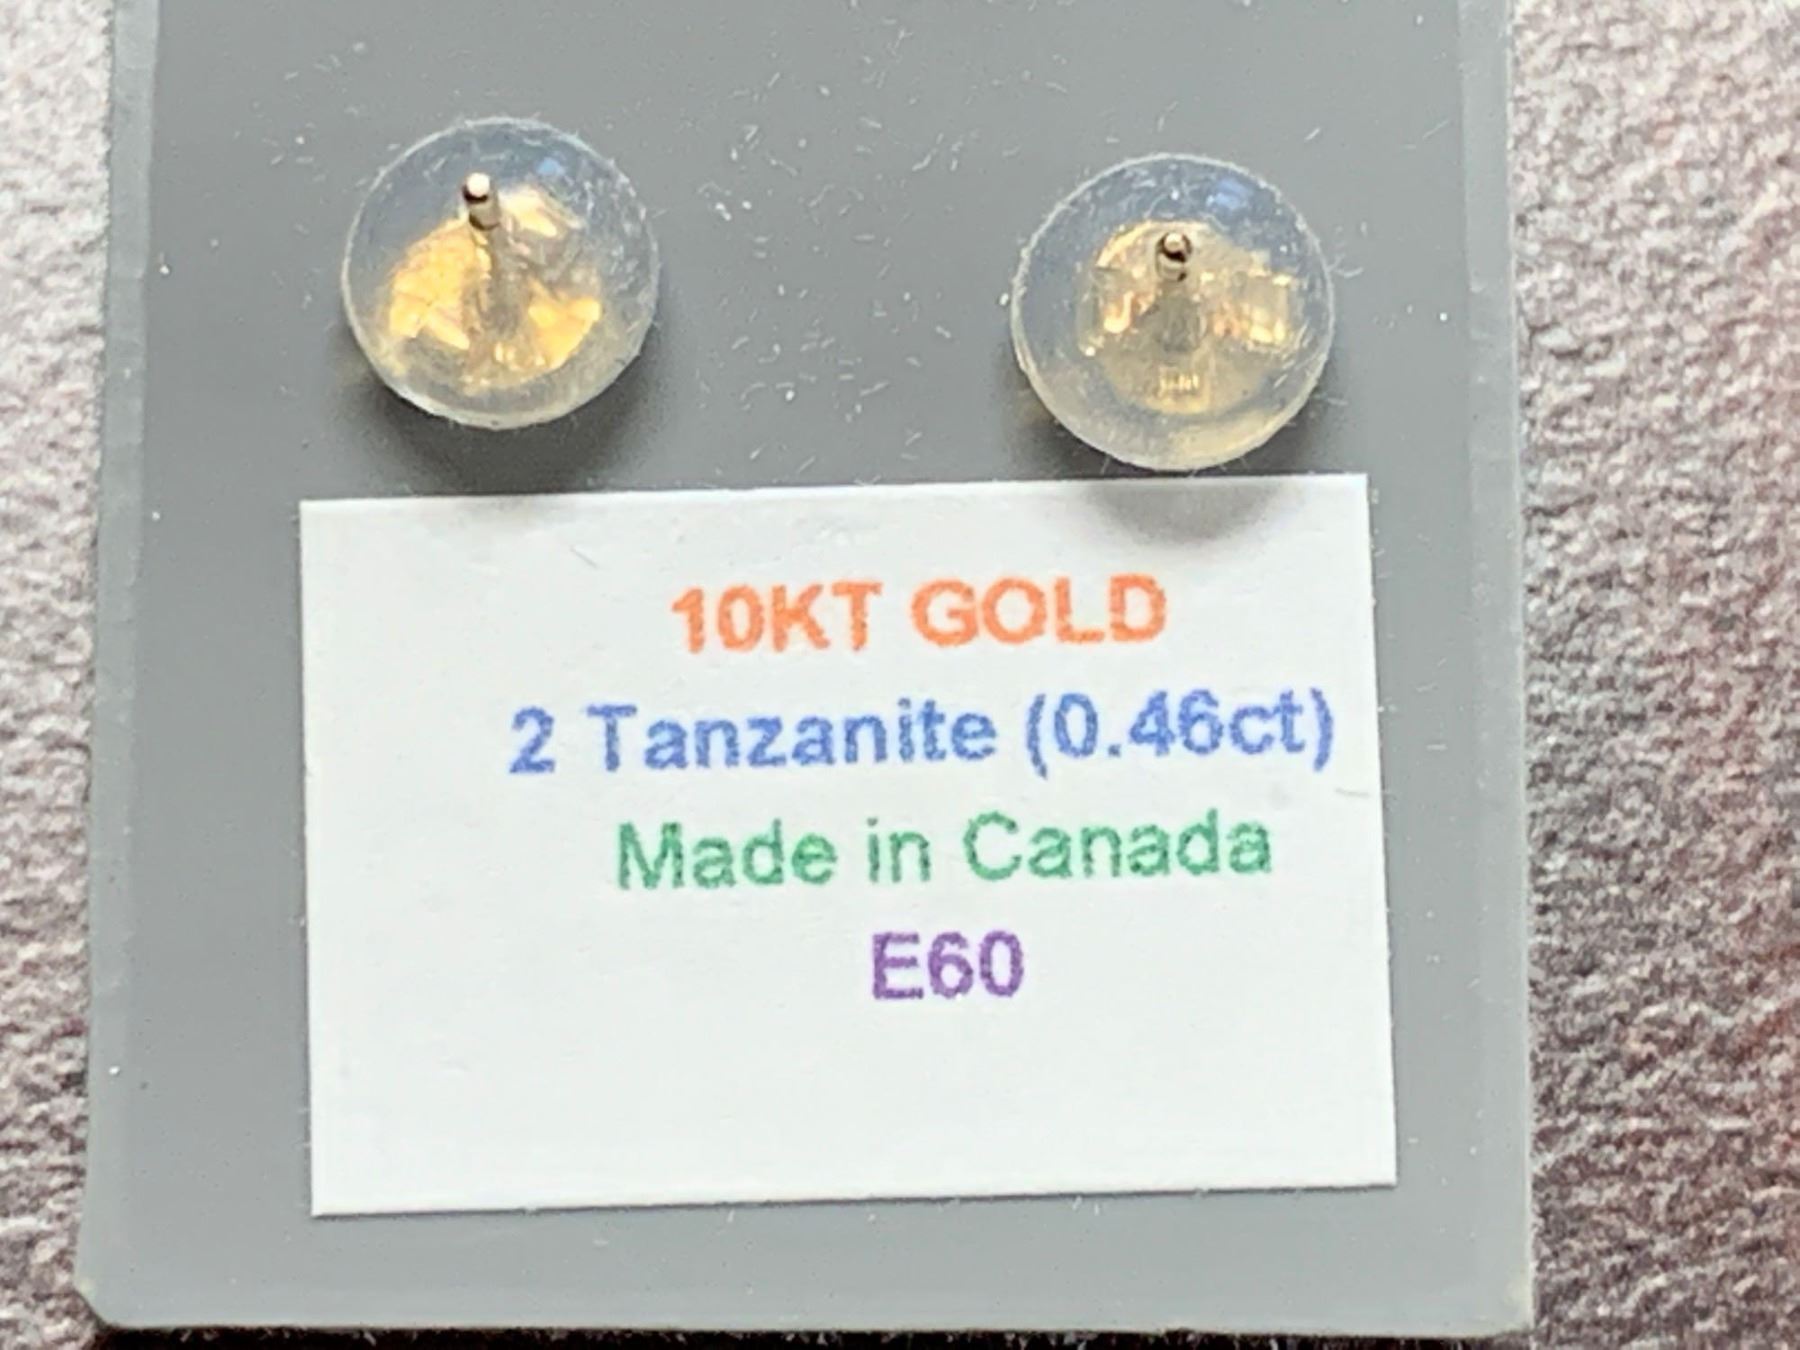 10KT GOLD
2 Tanzanite (0.46ct)
Made in Canada
E60